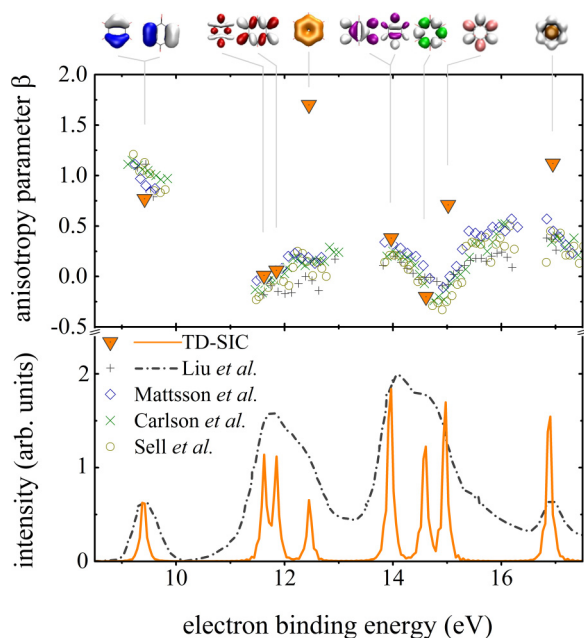 2.0
1.5
1.0
0.5
0.0
-0.5
anisotropy parameter β
TD-SIC
Liu et al.
Mattsson et al.
Carlson et al.
Sell et al.
2
1
0
intensity (arb. units)
10 12 14 16
electron binding energy (eV)